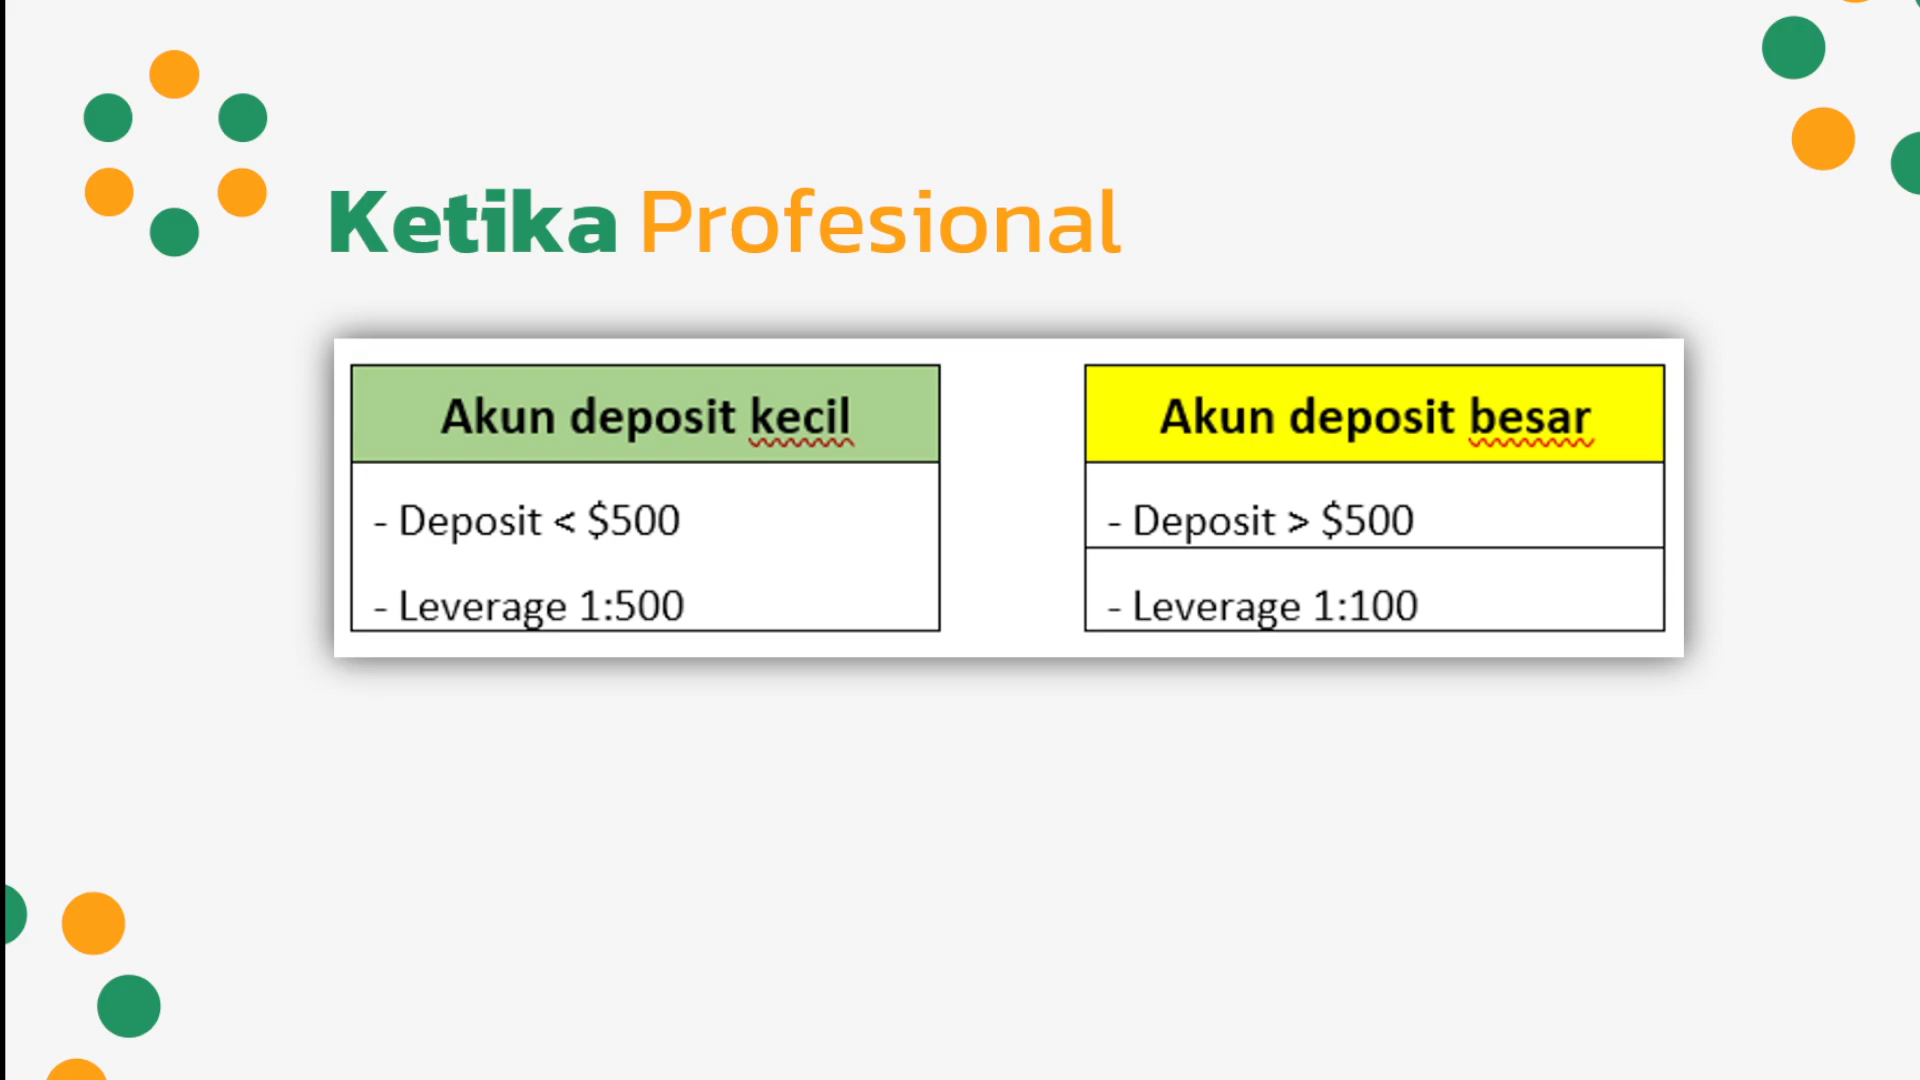 Ketika Profesional
Akun deposit kecil
- Deposit < $500
- Leverage 1:500
Akun deposit besar
- Deposit > $500
- Leverage 1:100